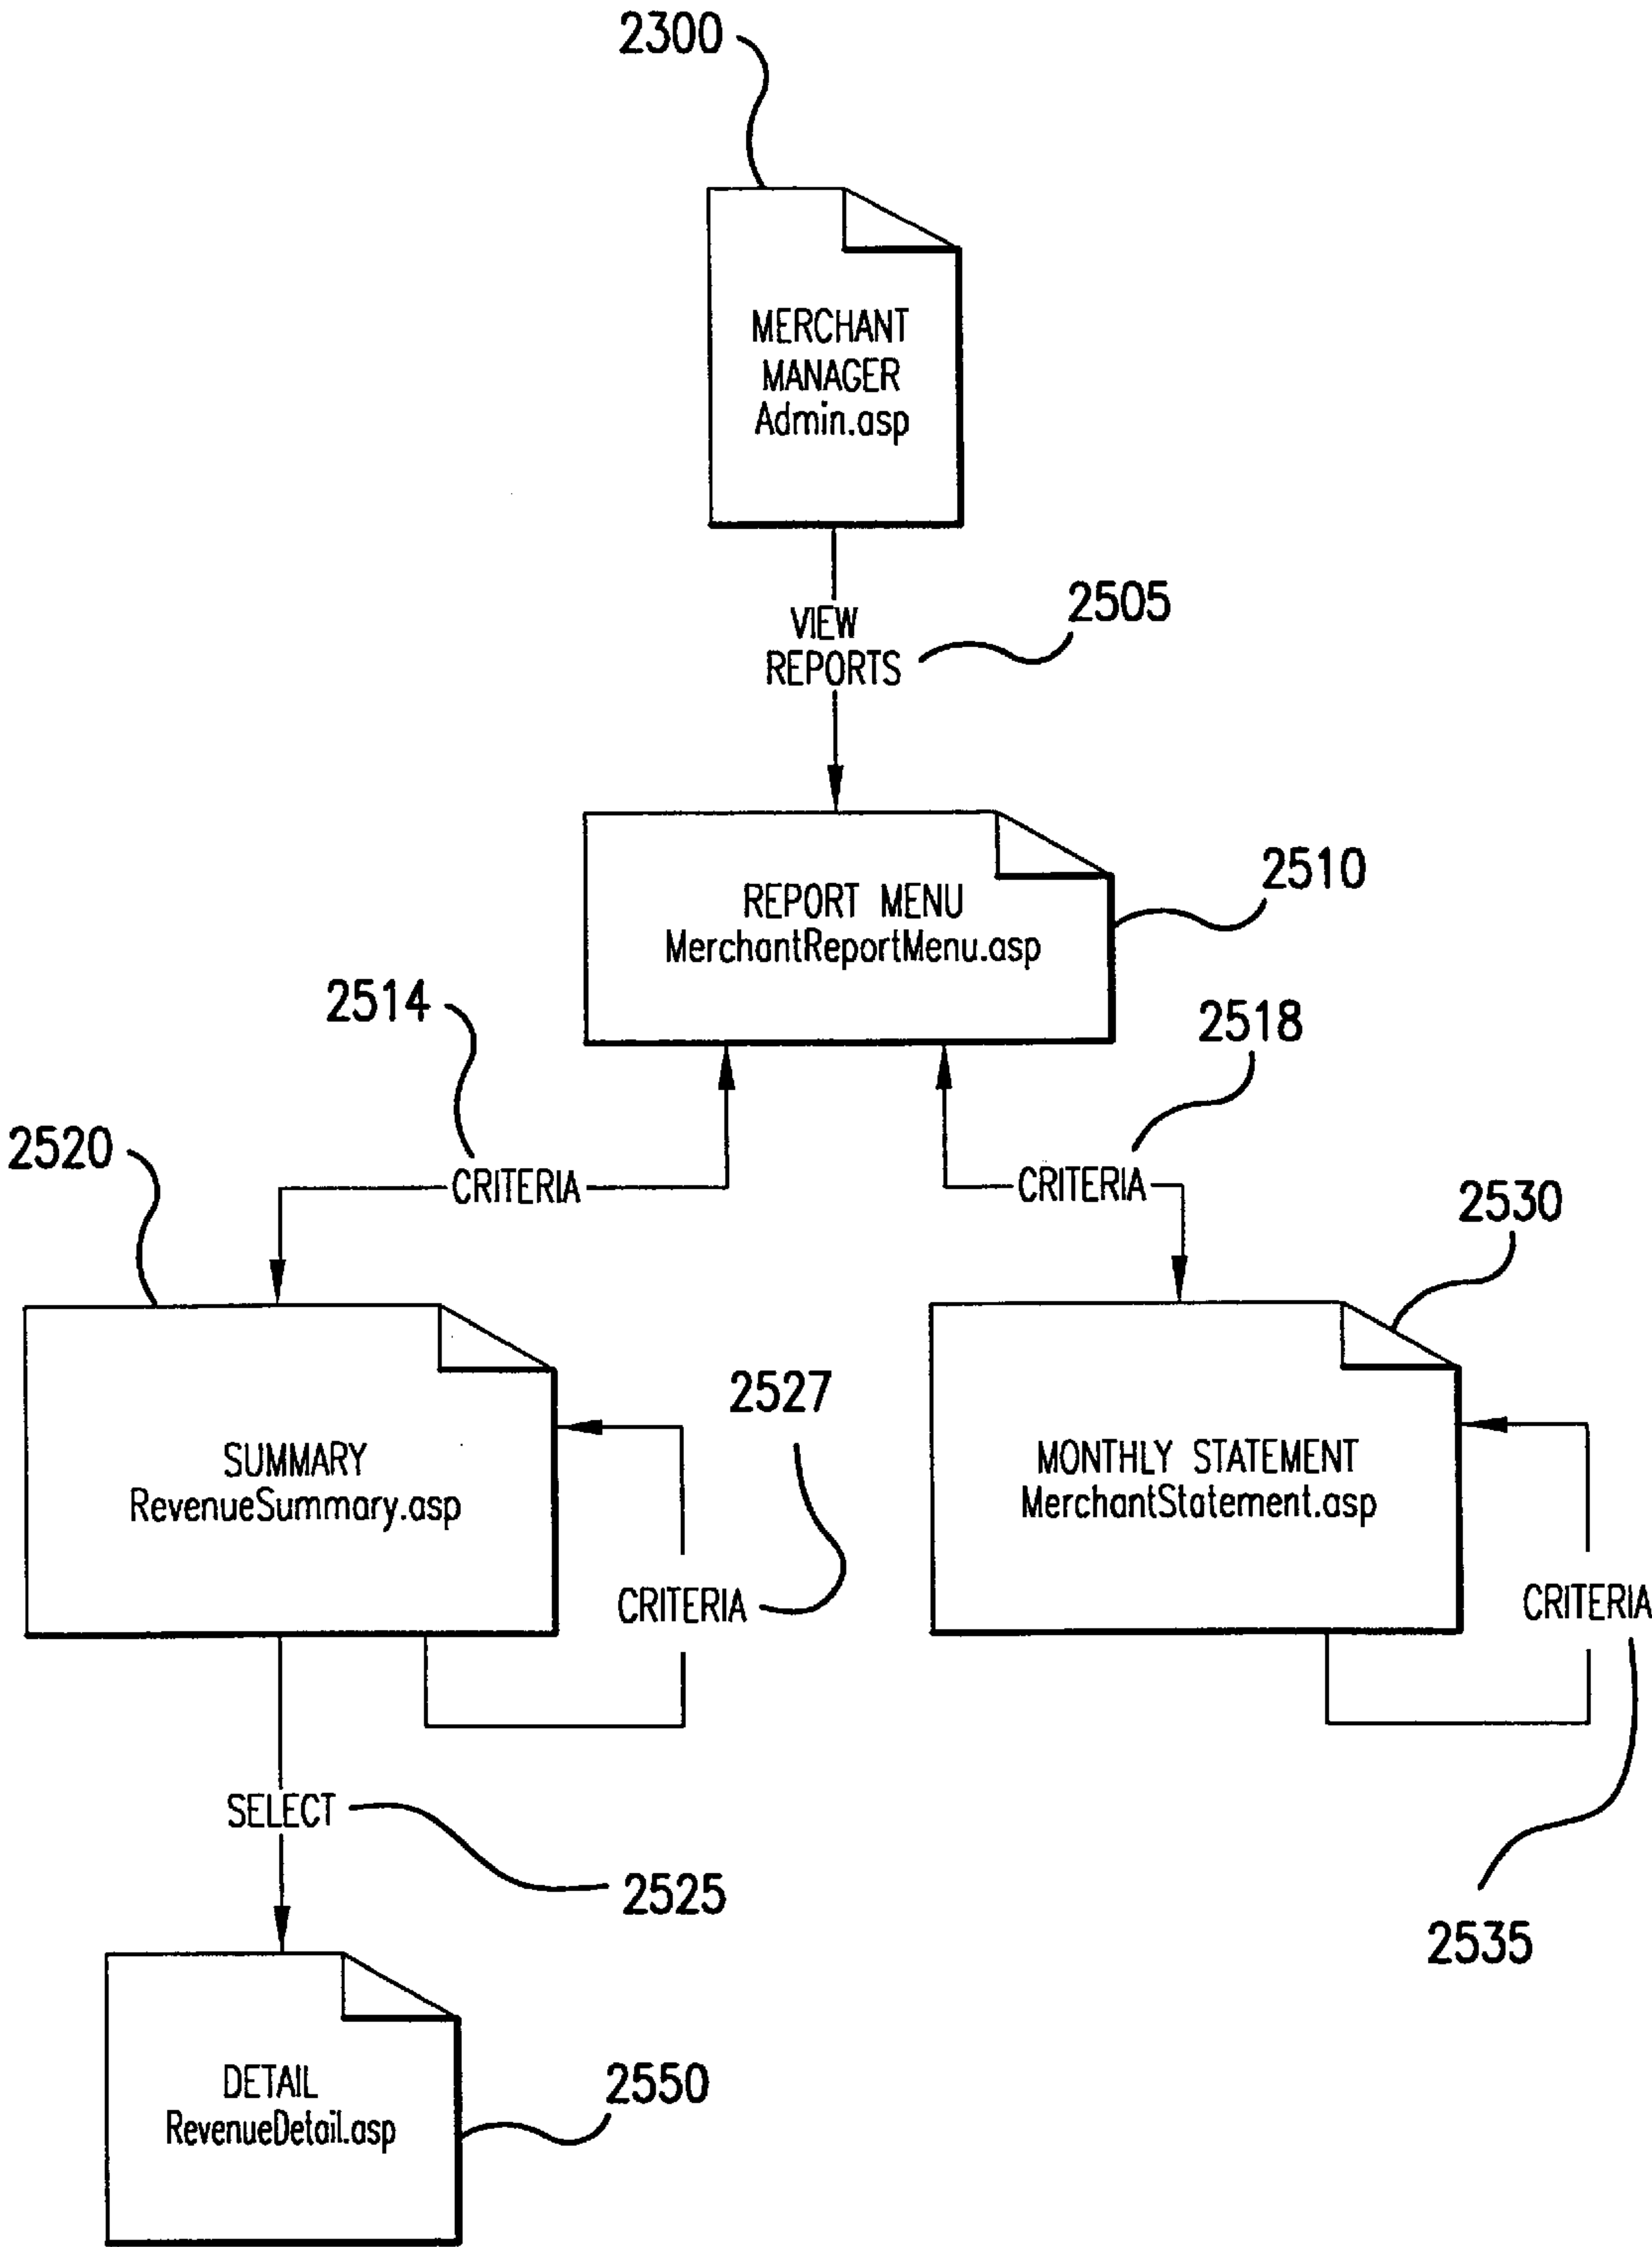 2300
MERCHANT
MANAGER
Admin.asp
VIEW
REPORTS
2505
REPORT MENU
MerchantReportMenu.asp
2510
2514
2518
CRITERIA
CRITERIA
2520
2530
SUMMARY
RevenueSummary.asp
2527
CRITERIA
MONTHLY STATEMENT
MerchantStatement.asp
CRITERIA
SELECT
2525
2535
DETAIL
RevenueDetail.asp
2550